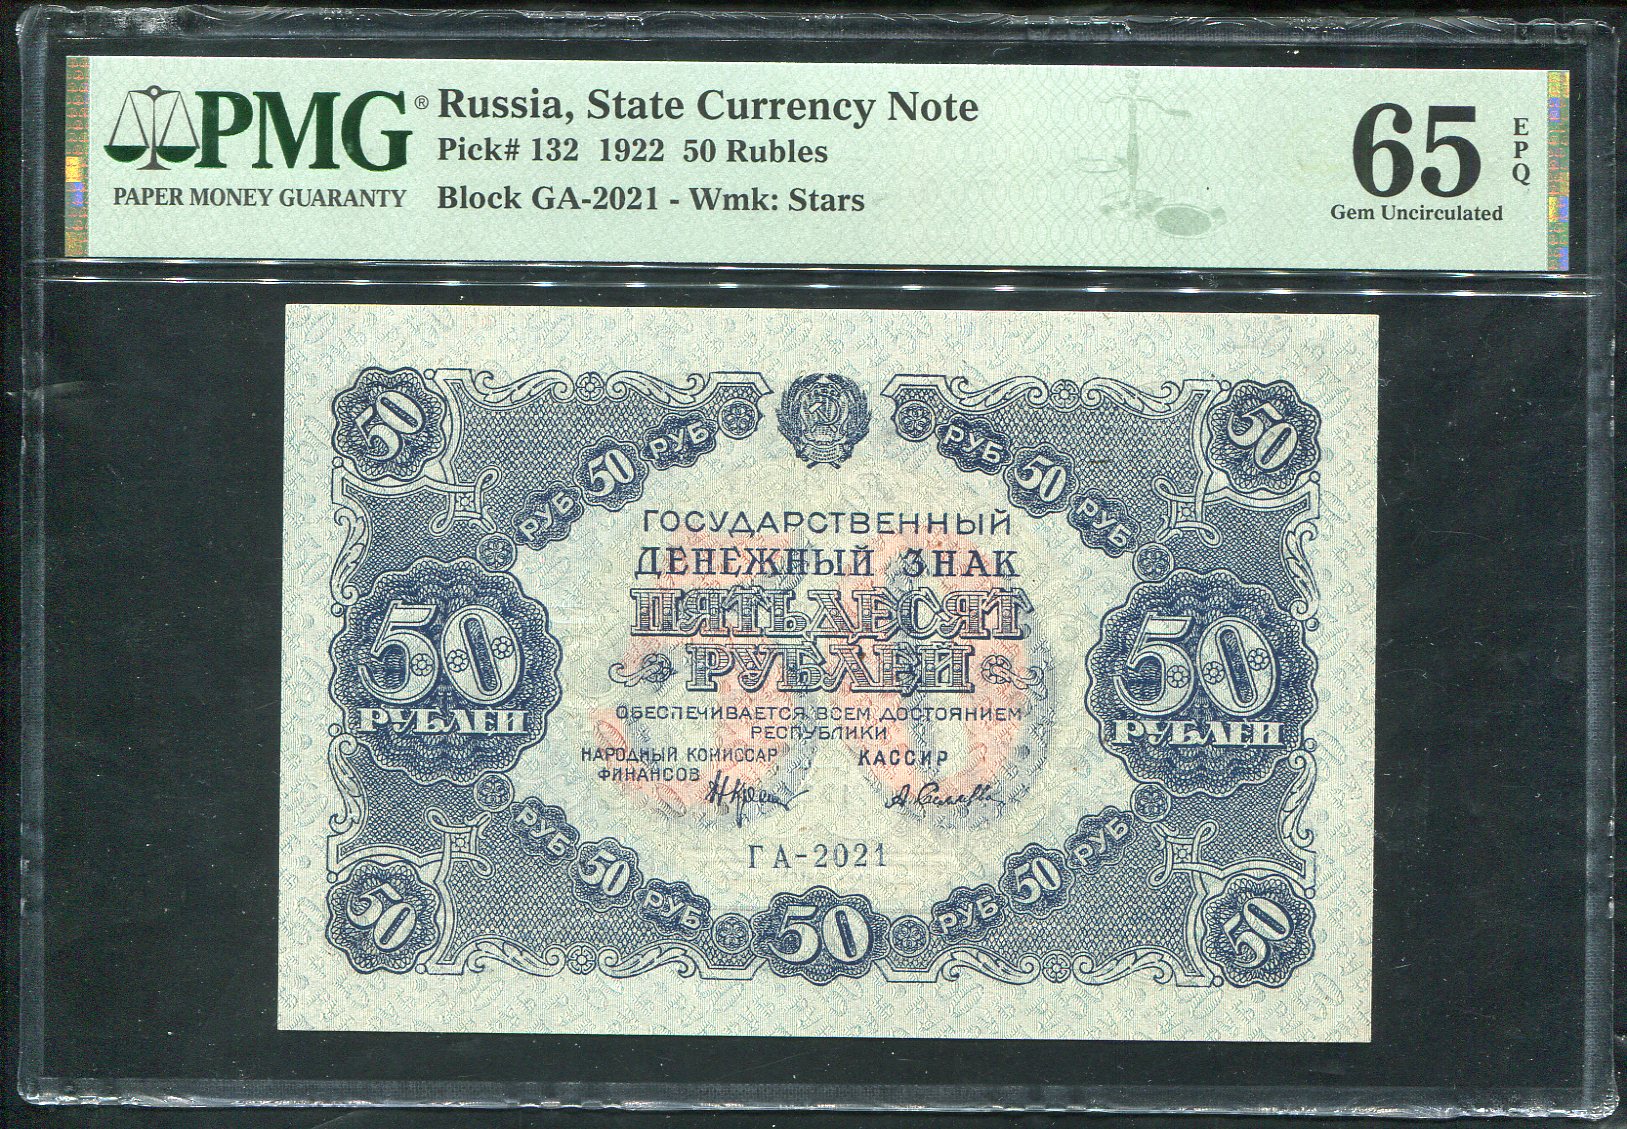 PMG®
PAPER MONEY GUARANTY
Russia, State Currency Note
Pick# 132 1922 50 Rubles
Block GA-2021 - Wmk: Stars
65
EPQ
Gem Uncirculated
50 50
РУБ 50 РУБ РУБ 50 РУБ
ГОСУДАРСТВЕННЫЙ
ДЕНЕЖНЫЙ ЗНАК
ПЯТЬДЕСЯТ
РУБЛЕЙ
50
РУБЛЕЙ
50
РУБЛЕЙ
50
ОБЕСПЕЧИВАЕТСЯ ВСЕМ ДОСТОЯНИЕМ
РЕСПУБЛИКИ
НАРОДНЫЙ КОМИССАР
ФИНАНСОВ
КАССИР
ГА-2021
РУБ 50 РУБ 50 РУБ 50 РУБ
50 50